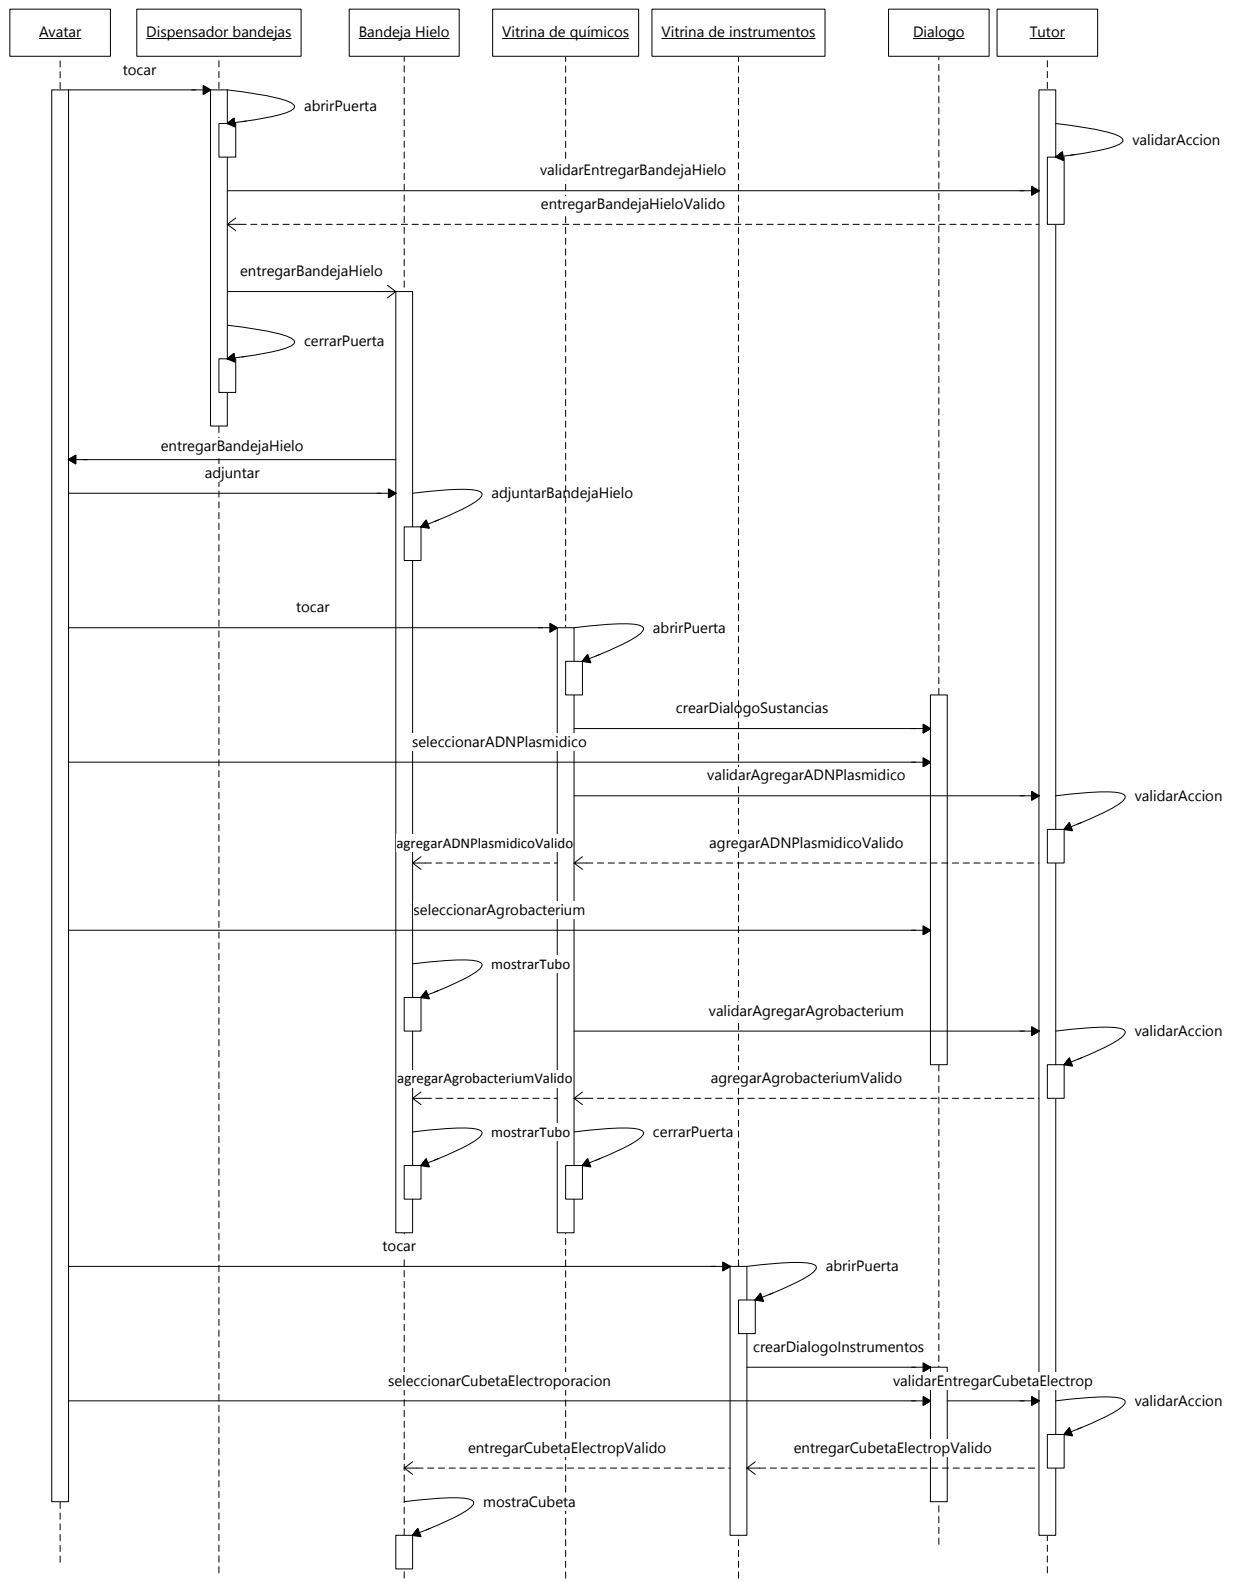 Avatar
Dispensador bandejas
Bandeja Hielo
Vitrina de químicos
Vitrina de instrumentos
Dialogo
Tutor
tocar
abrirPuerta
validarAccion
validarEntregarBandejaHielo
entregarBandejaHieloValido
entregarBandejaHielo
cerrarPuerta
entregarBandejaHielo
adjuntar
adjuntarBandejaHielo
tocar
abrirPuerta
crearDialogoSustancias
seleccionarADNPlasmidico
validarAgregarADNPlasmidico
validarAccion
agregarADNPlasmidicoValido
agregarADNPlasmidicoValido
seleccionarAgrobacterium
mostrarTubo
validarAgregarAgrobacterium
validarAccion
agregarAgrobacteriumValido
agregarAgrobacteriumValido
mostrarTubo
cerrarPuerta
tocar
abrirPuerta
crearDialogoInstrumentos
seleccionarCubetaElectroporacion
validarEntregarCubetaElectrop
validarAccion
entregarCubetaElectropValido
entregarCubetaElectropValido
mostraCubeta